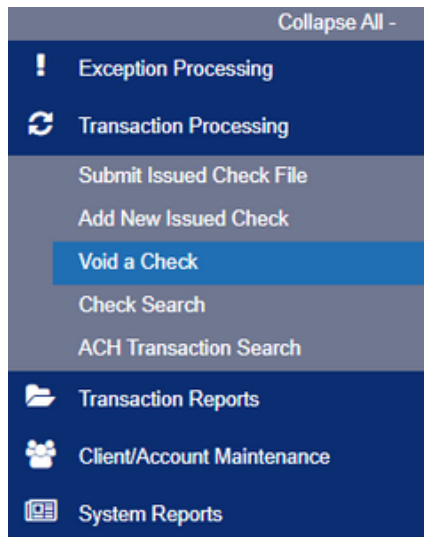 Collapse All -
Exception Processing
Transaction Processing
Submit Issued Check File
Add New Issued Check
Void a Check
Check Search
ACH Transaction Search
Transaction Reports
Client/Account Maintenance
System Reports